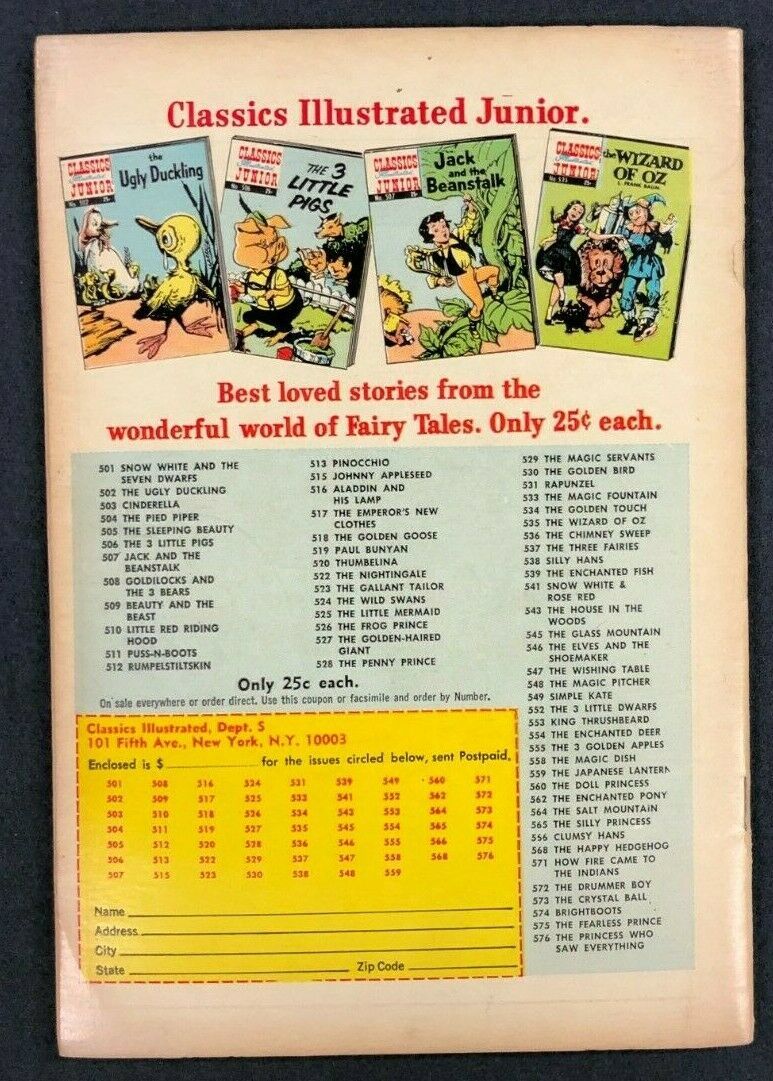 Classics Illustrated Junior.
CLASSICS
Illustrated
JUNIOR
25¢
the
Ugly Duckling
CLASSICS
Illustrated
JUNIOR
No. 506
25¢
THE 3
LITTLE
PIGS
CLASSICS
Illustrated
JUNIOR
No. 507
25¢
Jack
and the
Beanstalk
CLASSICS
Illustrated
JUNIOR
No. 535
25¢
the WIZARD
OF OZ
L. FRANK BAUM
Best loved stories from the
wonderful world of Fairy Tales. Only 25¢ each.
501 SNOW WHITE AND THE
SEVEN DWARFS
502 THE UGLY DUCKLING
503 CINDERELLA
504 THE PIED PIPER
505 THE SLEEPING BEAUTY
506 THE 3 LITTLE PIGS
507 JACK AND THE
BEANSTALK
508 GOLDILOCKS AND
THE 3 BEARS
509 BEAUTY AND THE
BEAST
510 LITTLE RED RIDING
HOOD
511 PUSS-N-BOOTS
512 RUMPELSTILTSKIN
513 PINOCCHIO
515 JOHNNY APPLESEED
516 ALADDIN AND
HIS LAMP
517 THE EMPEROR'S NEW
CLOTHES
518 THE GOLDEN GOOSE
519 PAUL BUNYAN
520 THUMBELINA
522 THE NIGHTINGALE
523 THE GALLANT TAILOR
524 THE WILD SWANS
525 THE LITTLE MERMAID
526 THE FROG PRINCE
527 THE GOLDEN-HAIRED
GIANT
528 THE PENNY PRINCE
529 THE MAGIC SERVANTS
530 THE GOLDEN BIRD
531 RAPUNZEL
533 THE MAGIC FOUNTAIN
534 THE GOLDEN TOUCH
535 THE WIZARD OF OZ
536 THE CHIMNEY SWEEP
537 THE THREE FAIRIES
538 SILLY HANS
539 THE ENCHANTED FISH
541 SNOW WHITE &
ROSE RED
543 THE HOUSE IN THE
WOODS
545 THE GLASS MOUNTAIN
546 THE ELVES AND THE
SHOEMAKER
547 THE WISHING TABLE
548 THE MAGIC PITCHER
549 SIMPLE KATE
552 THE 3 LITTLE DWARFS
553 KING THRUSHBEARD
554 THE ENCHANTED DEER
555 THE 3 GOLDEN APPLES
558 THE MAGIC DISH
559 THE JAPANESE LANTERN
560 THE DOLL PRINCESS
562 THE ENCHANTED PONY
564 THE SALT MOUNTAIN
565 THE SILLY PRINCESS
556 CLUMSY HANS
568 THE HAPPY HEDGEHOG
571 HOW FIRE CAME TO
THE INDIANS
572 THE DRUMMER BOY
573 THE CRYSTAL BALL
574 BRIGHTBOOTS
575 THE FEARLESS PRINCE
576 THE PRINCESS WHO
SAW EVERYTHING
Only 25c each.
On sale everywhere or order direct. Use this coupon or facsimile and order by Number.
Classics Illustrated, Dept. S
101 Fifth Ave., New York, N.Y. 10003
Enclosed is $ for the issues circled below, sent Postpaid.
501 508 516 524 531 539 549 560 571
502 509 517 525 533 541 552 562 572
503 510 518 526 534 543 553 564 573
504 511 519 527 535 545 554 565 574
505 512 520 528 536 546 555 566 575
506 513 522 529 537 547 558 568 576
507 515 523 530 538 548 559
Name
Address
City
State Zip Code